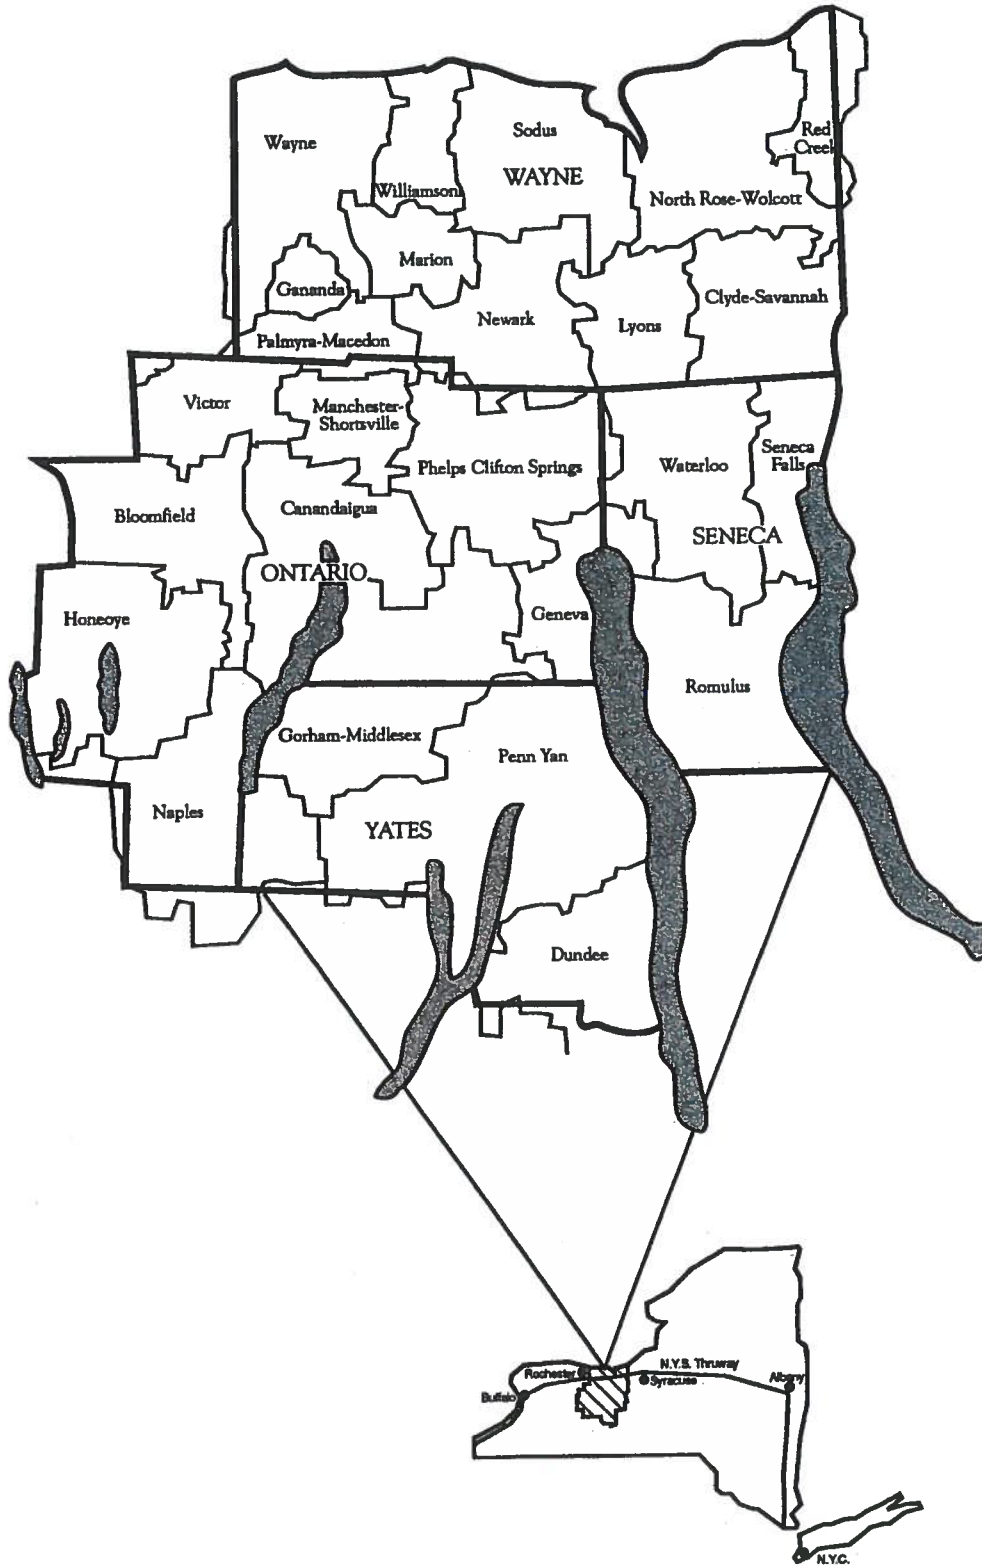 Wayne
Sodus
Red
Creek
WAYNE
Williamson
North Rose-Wolcott
Marion
Gananda
Clyde-Savannah
Newark
Lyons
Palmyra-Macedon
Victor
Manchester-
Shortsville
Phelps Clifton Springs
Waterloo
Seneca
Falls
Bloomfield
Canandaigua
SENECA
ONTARIO
Honeoye
Geneva
Romulus
Gorham-Middlesex
Penn Yan
Naples
YATES
Dundee
Rochester
N.Y.S. Thruway
Syracuse
Albany
Buffalo
N.Y.C.